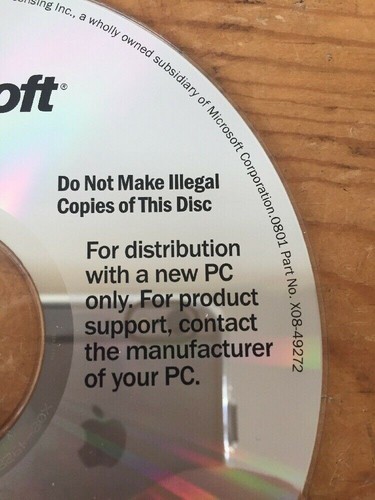 ensing Inc., a wholly owned subsidiary of Microsoft Corporation.0801 Part No. X08-49272
oft®
Do Not Make Illegal
Copies of This Disc
For distribution
with a new PC
only. For product
support, contact
the manufacturer
of your PC.